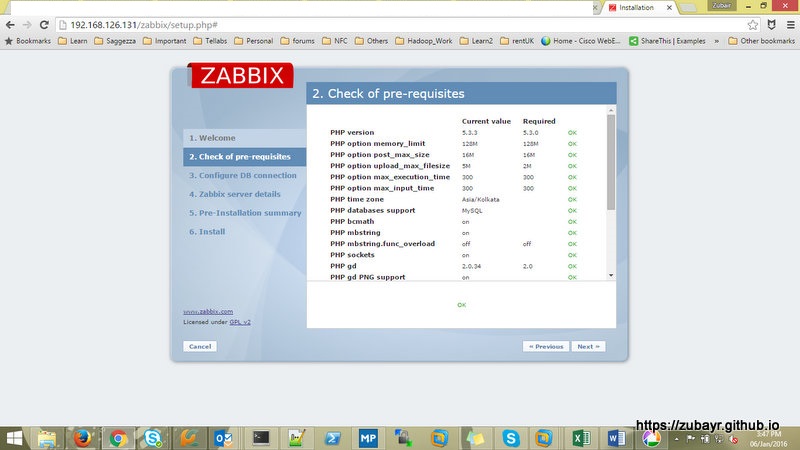 Zubair
Installation
192.168.126.131/zabbix/setup.php#
Bookmarks Learn Saggezza Important Tellabs Personal forums NFC Others Hadoop_Work Learn2 rentUK Home - Cisco WebE... ShareThis | Examples » Other bookmarks
ZABBIX
2. Check of pre-requisites
1. Welcome
2. Check of pre-requisites
3. Configure DB connection
4. Zabbix server details
5. Pre-Installation summary
6. Install
Current value Required
PHP version 5.3.3 5.3.0 OK
PHP option memory_limit 128M 128M OK
PHP option post_max_size 16M 16M OK
PHP option upload_max_filesize 5M 2M OK
PHP option max_execution_time 300 300 OK
PHP option max_input_time 300 300 OK
PHP time zone Asia/Kolkata OK
PHP databases support MySQL OK
PHP bcmath on OK
PHP mbstring on OK
PHP mbstring.func_overload off off OK
PHP sockets on OK
PHP gd 2.0.34 2.0 OK
PHP gd PNG support on OK
OK
www.zabbix.com
Licensed under GPL v2
Cancel
« Previous Next »
MP
https://zubayr.github.io
3:47 PM
06/Jan/2016